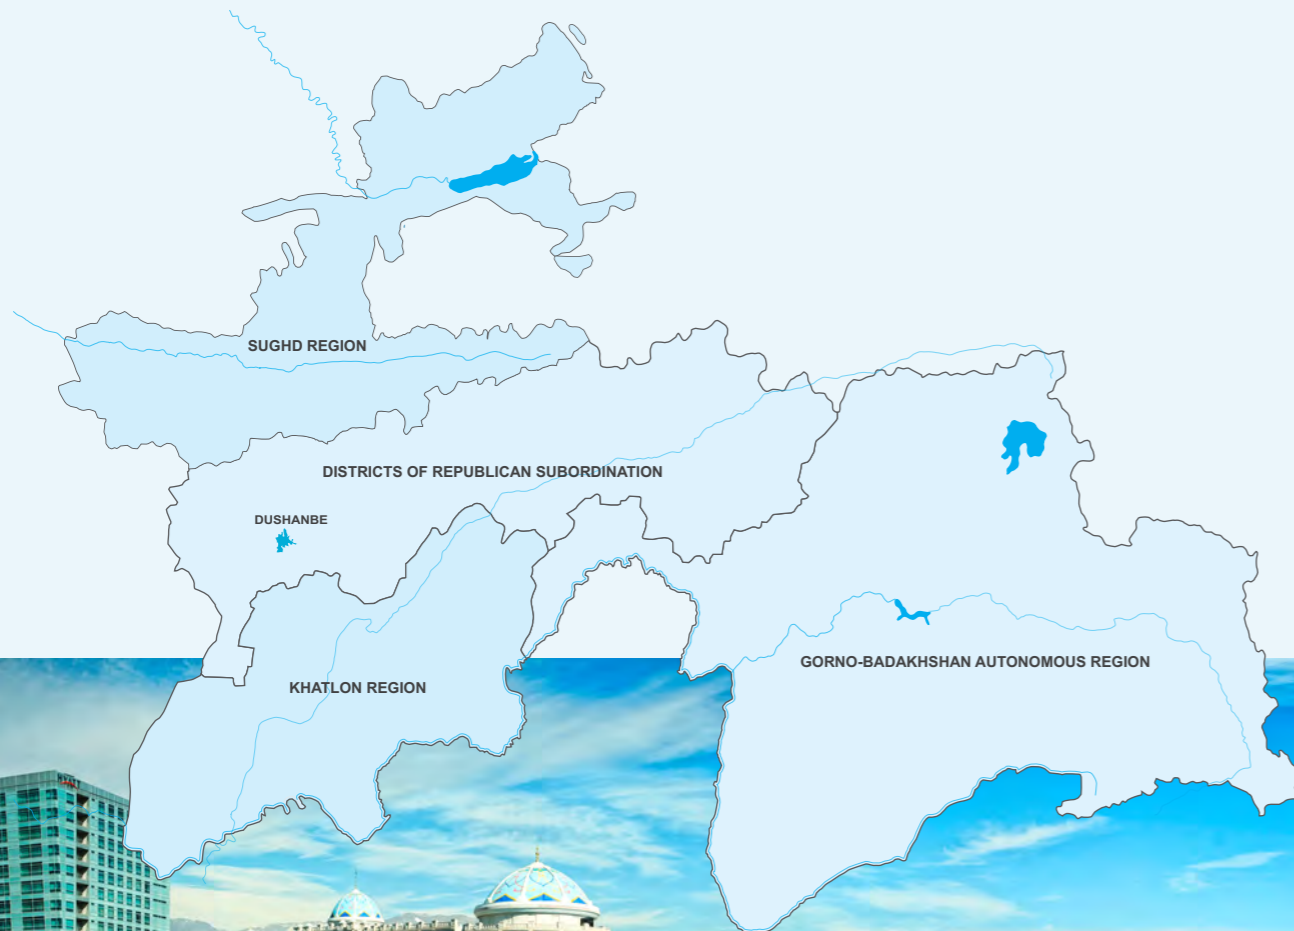 SUGHD REGION
DISTRICTS OF REPUBLICAN SUBORDINATION
DUSHANBE
GORNO-BADAKHSHAN AUTONOMOUS REGION
KHATLON REGION